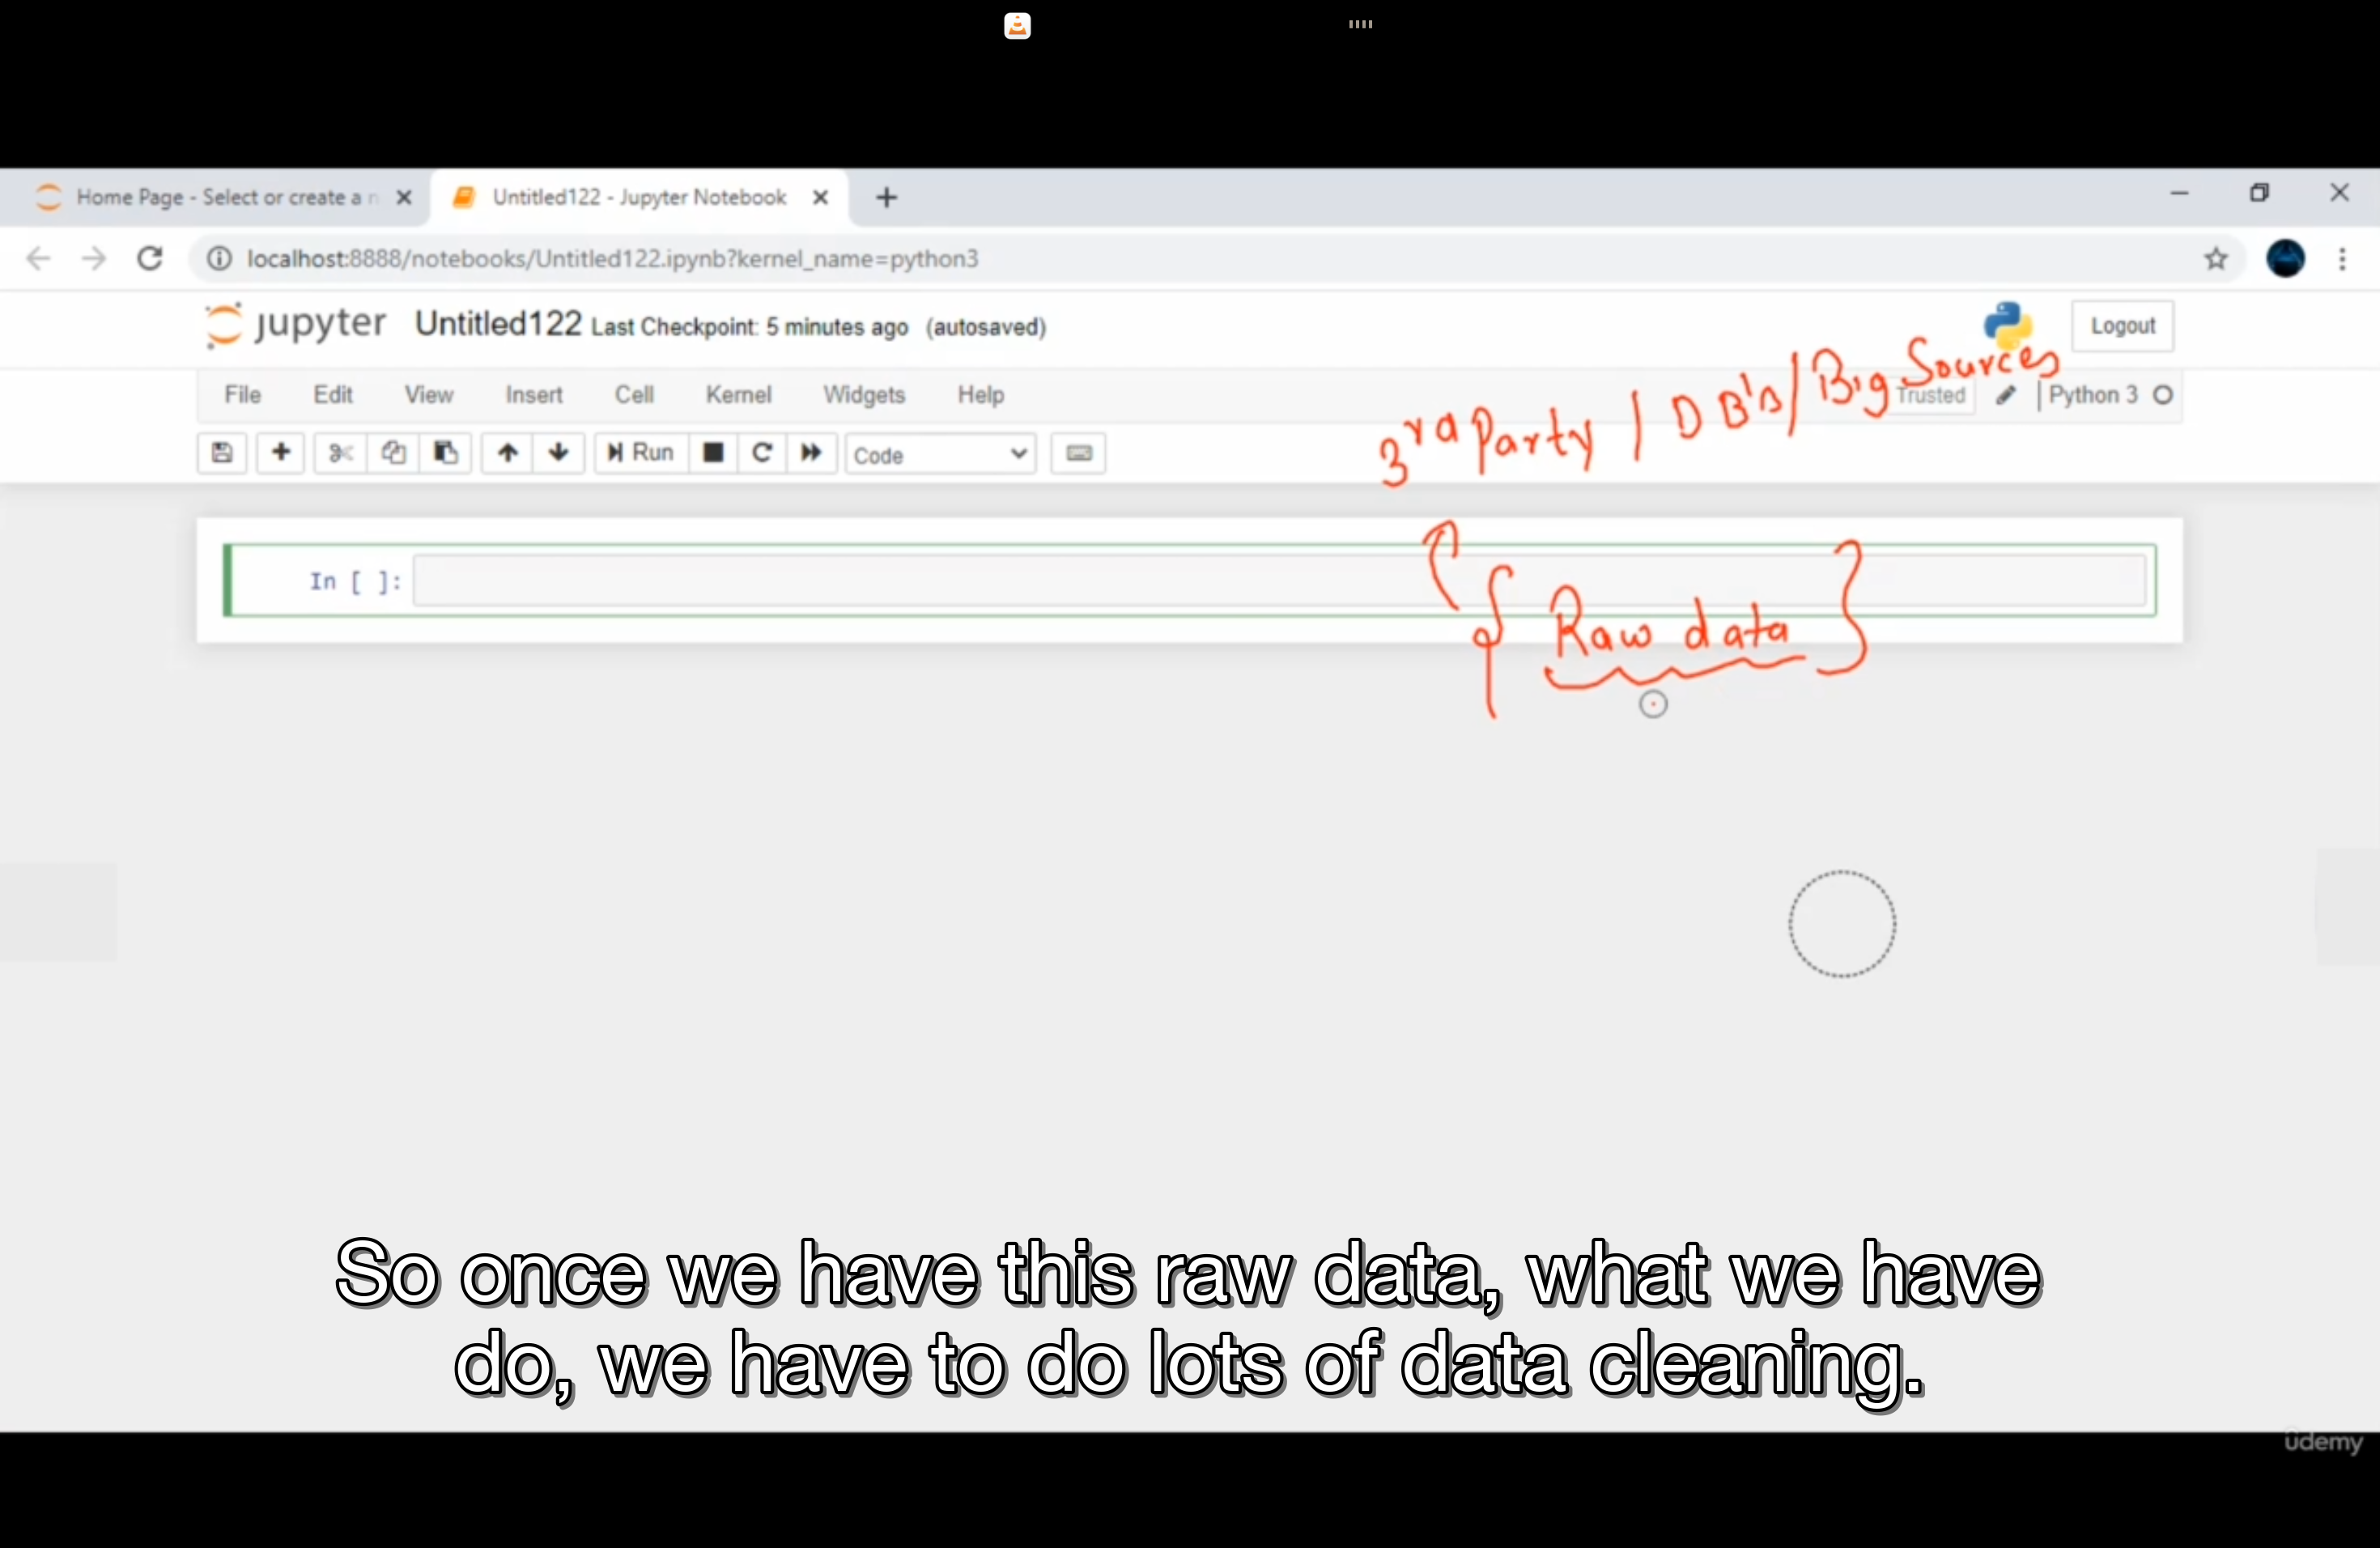 Home Page - Select or create a n
Untitled122 - Jupyter Notebook
localhost:8888/notebooks/Untitled122.ipynb?kernel_name=python3
jupyter Untitled122 Last Checkpoint: 5 minutes ago (autosaved)
Logout
File Edit View Insert Cell Kernel Widgets Help
Trusted Python 3
Run Code
3rd Party / DB's / Big Sources
In [ ]:
{ Raw data }
So once we have this raw data, what we have
do, we have to do lots of data cleaning.
ûdemy